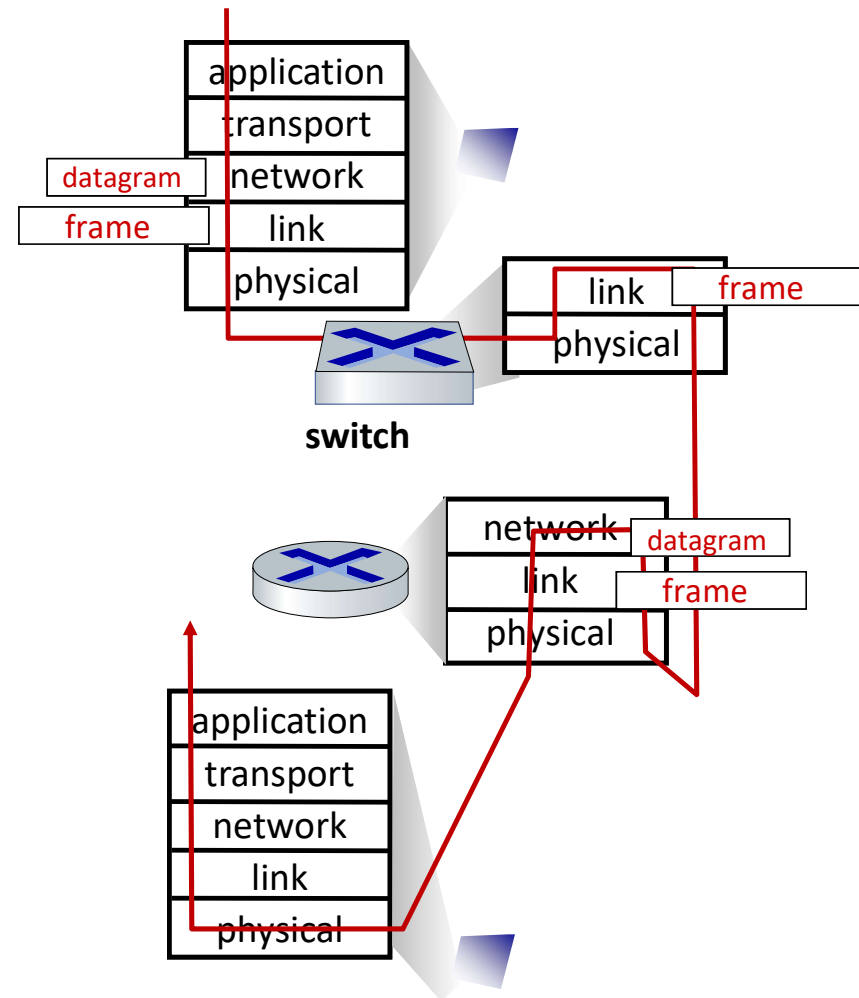 application
transport
datagram
network
frame
link
physical
link
frame
physical
switch
network
datagram
link
frame
physical
application
transport
network
link
physical